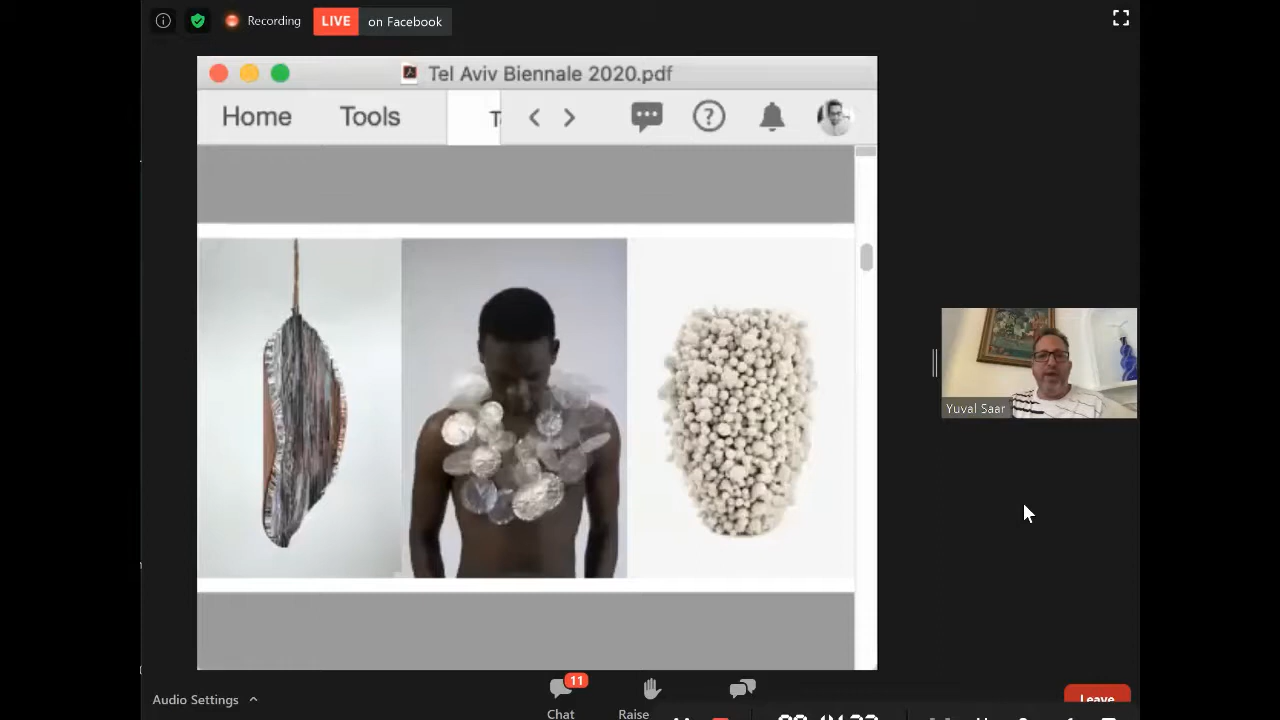 Recording
LIVE on Facebook
Tel Aviv Biennale 2020.pdf
Home
Tools
Yuval Saar
Audio Settings
11
Chat
Raise
Leave